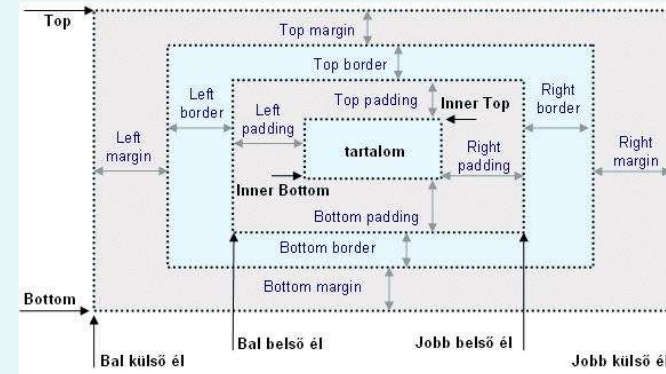 Top
Top margin
Top border
Left border
Right border
Top padding
Inner Top
Left padding
Left margin
tartalom
Right padding
Right margin
Inner Bottom
Bottom padding
Bottom border
Bottom margin
Bottom
Bal külső él
Bal belső él
Jobb belső él
Jobb külső él